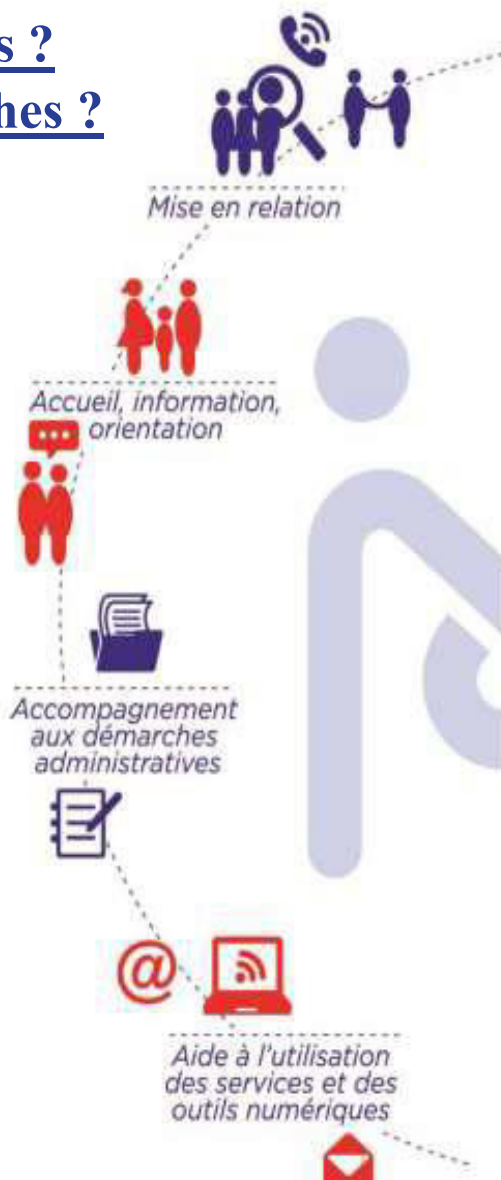 s ?
hes ?
Mise en relation
Accueil, information,
orientation
Accompagnement
aux démarches
administratives
@
Aide à l'utilisation
des services et des
outils numériques